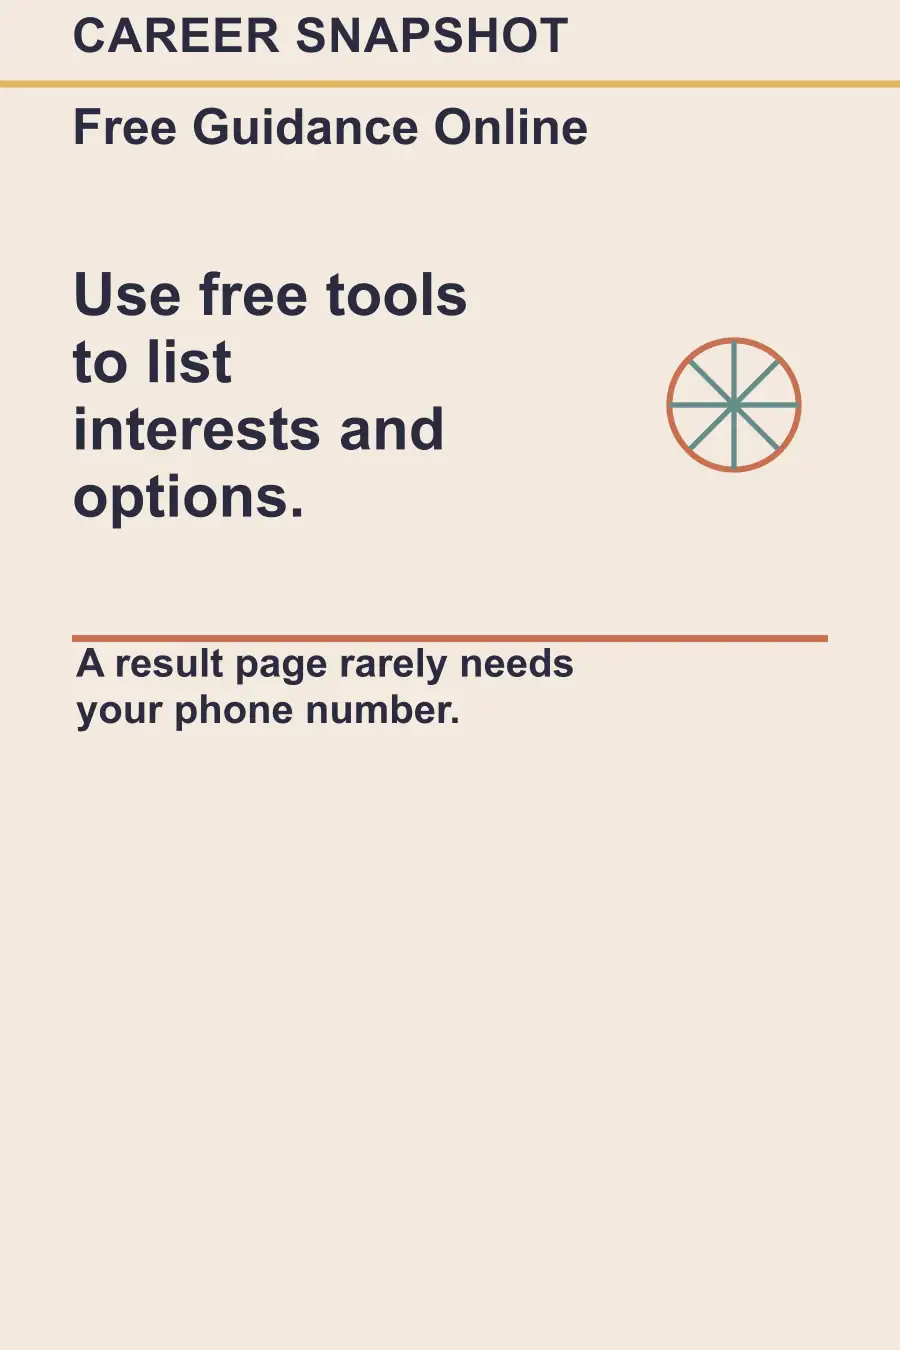 CAREER SNAPSHOT
Free Guidance Online
Use free tools
to list
interests and
options.
A result page rarely needs
your phone number.